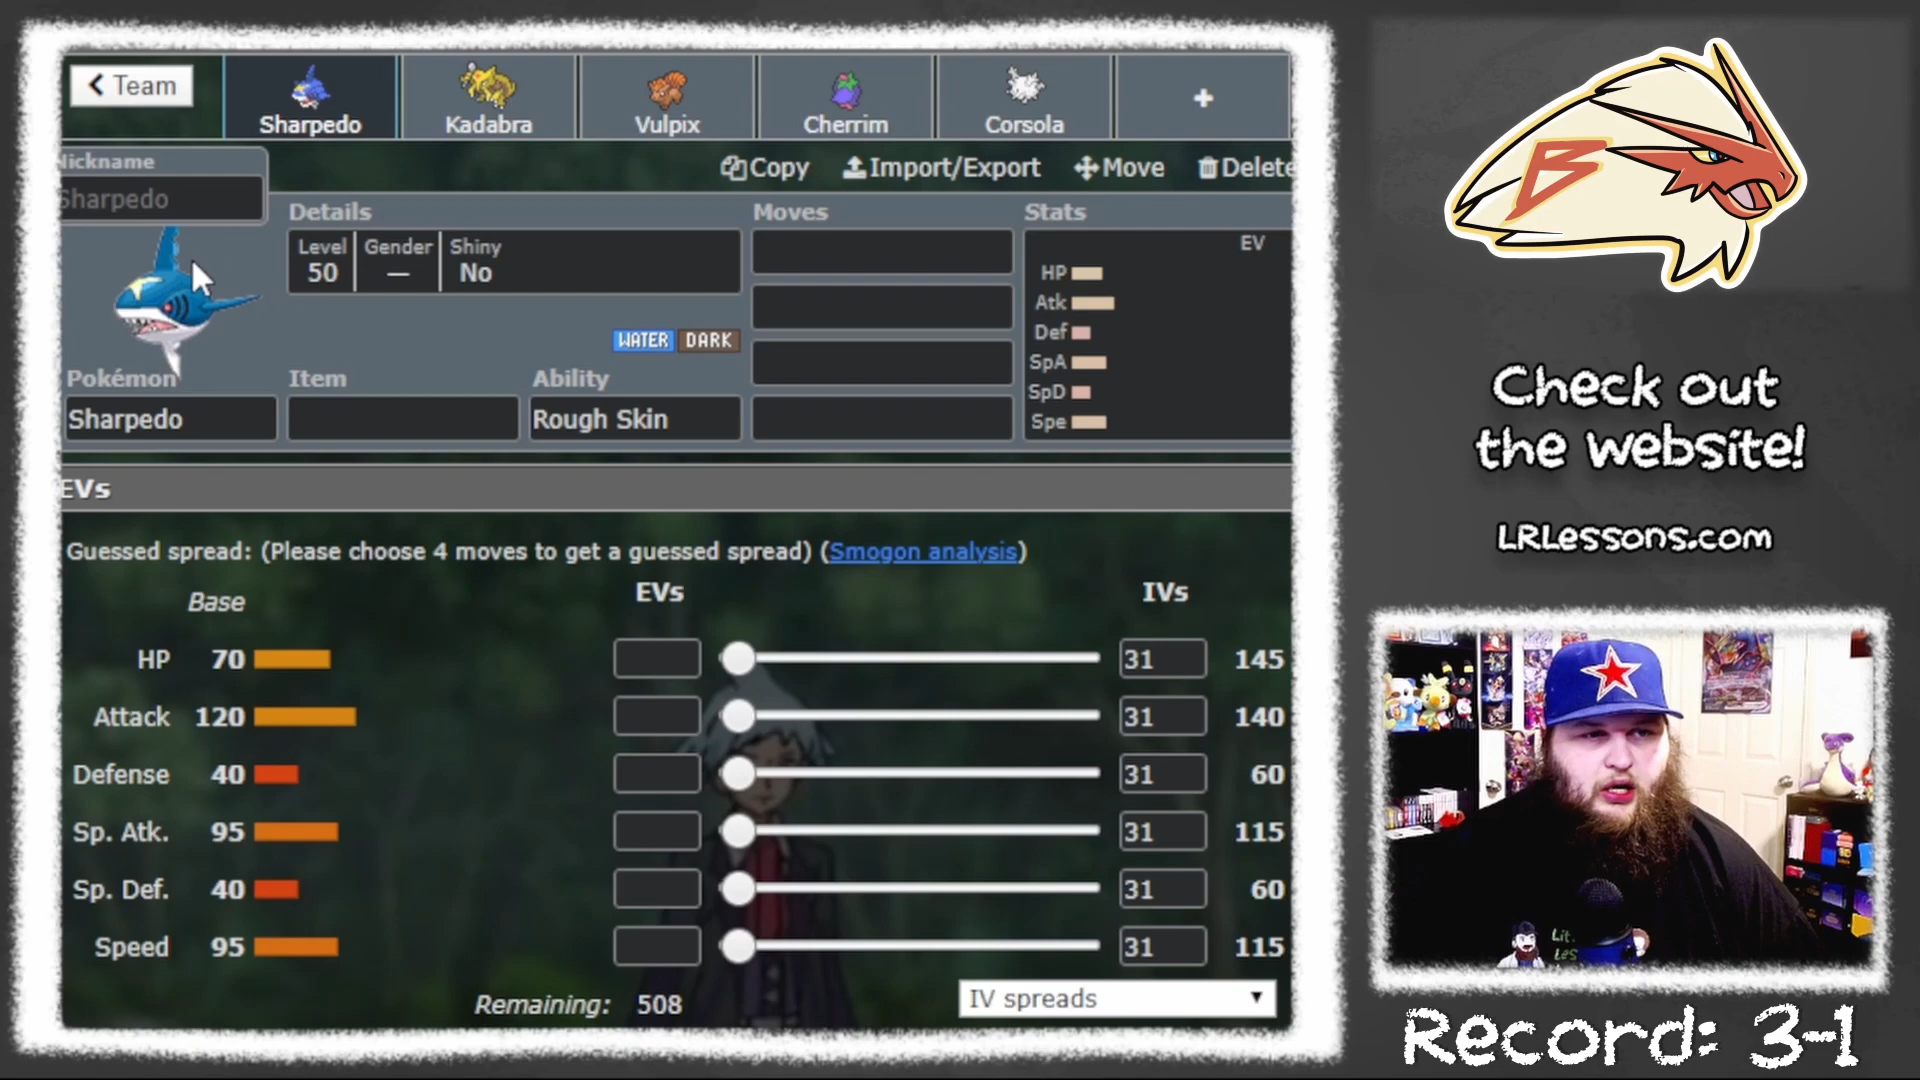 Team
Sharpedo
Kadabra
Vulpix
Cherrim
Corsola
+
Nickname
Sharpedo
Copy
Import/Export
Move
Delete
Details
Moves
Stats
Level
50
Gender
—
Shiny
No
EV
HP
Atk
Def
SpA
SpD
Spe
WATER DARK
Pokémon
Item
Ability
Sharpedo
Rough Skin
EVs
Guessed spread: (Please choose 4 moves to get a guessed spread) (Smogon analysis)
Base
EVs
IVs
HP 70 31 145
Attack 120 31 140
Defense 40 31 60
Sp. Atk. 95 31 115
Sp. Def. 40 31 60
Speed 95 31 115
Remaining: 508
IV spreads
B
Check out
the website!
LRLessons.com
Lit.
Les
Record: 3-1